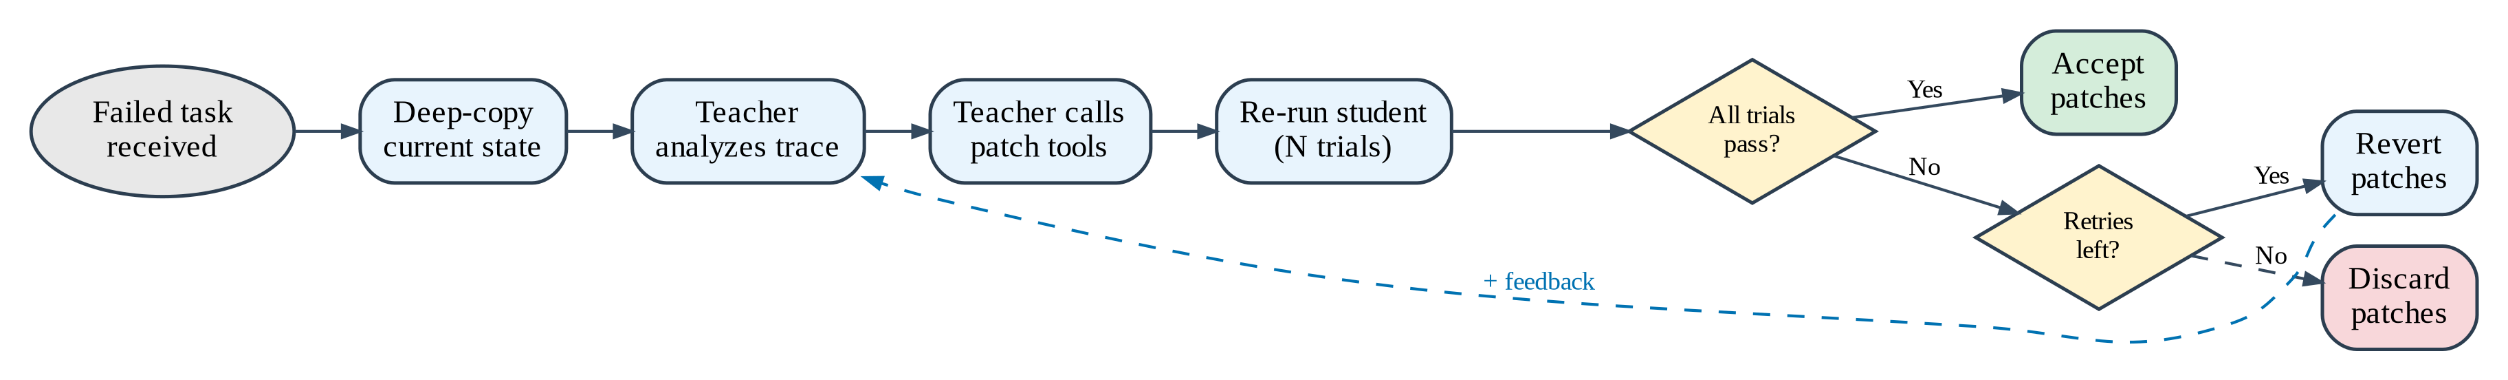 Failed task
received
Deep-copy
current state
Teacher
analyzes trace
Teacher calls
patch tools
Re-run student
(N trials)
All trials
pass?
Yes
No
Accept
patches
Retries
left?
Yes
No
Revert
patches
Discard
patches
+ feedback